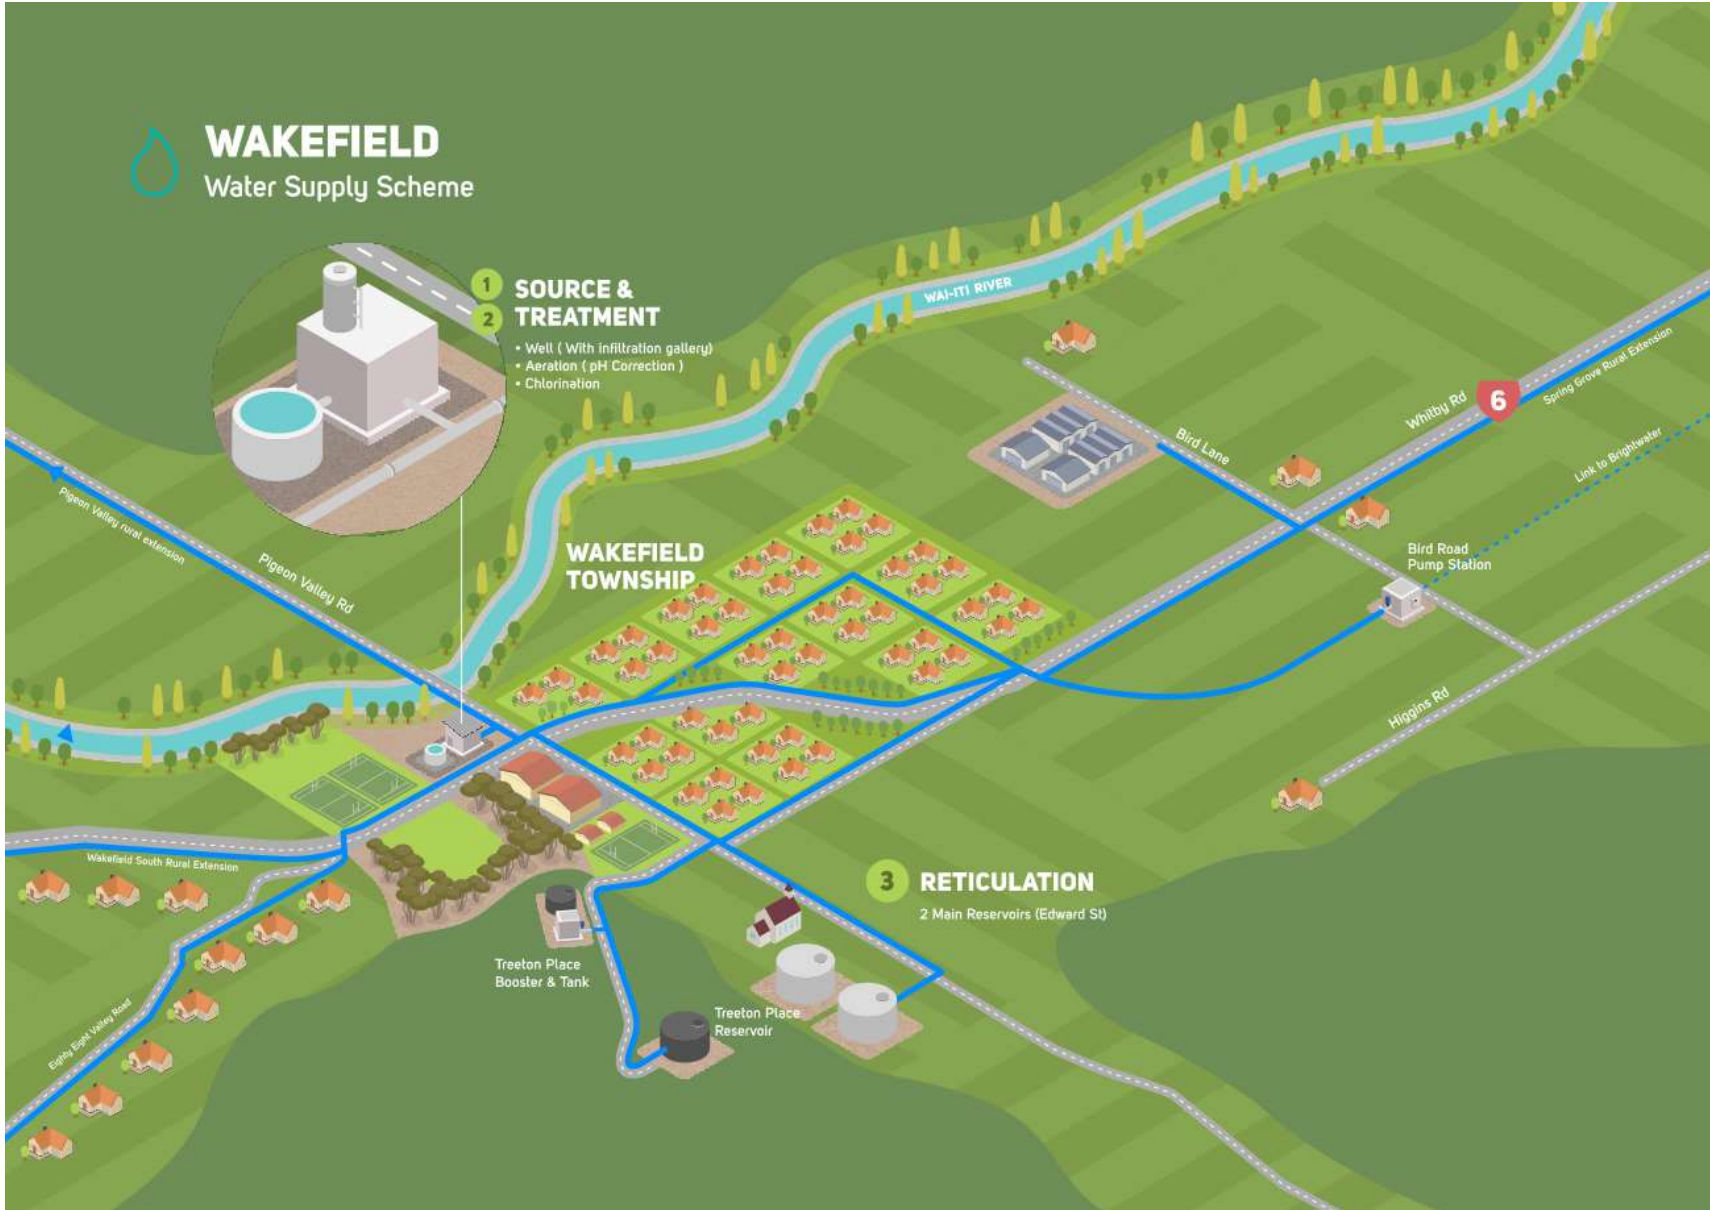 WAKEFIELD
Water Supply Scheme
1
2
SOURCE &
TREATMENT
• Well ( With infiltration gallery)
• Aeration ( pH Correction )
• Chlorination
WAI-ITI RIVER
Whitby Rd
6
Spring Grove Rural Extension
Bird Lane
Link to Brightwater
Pigeon Valley rural extension
Pigeon Valley Rd
WAKEFIELD
TOWNSHIP
Bird Road
Pump Station
Higgins Rd
Wakefield South Rural Extension
3
RETICULATION
2 Main Reservoirs (Edward St)
Treeton Place
Booster & Tank
Treeton Place
Reservoir
Eighty Eight Valley Road